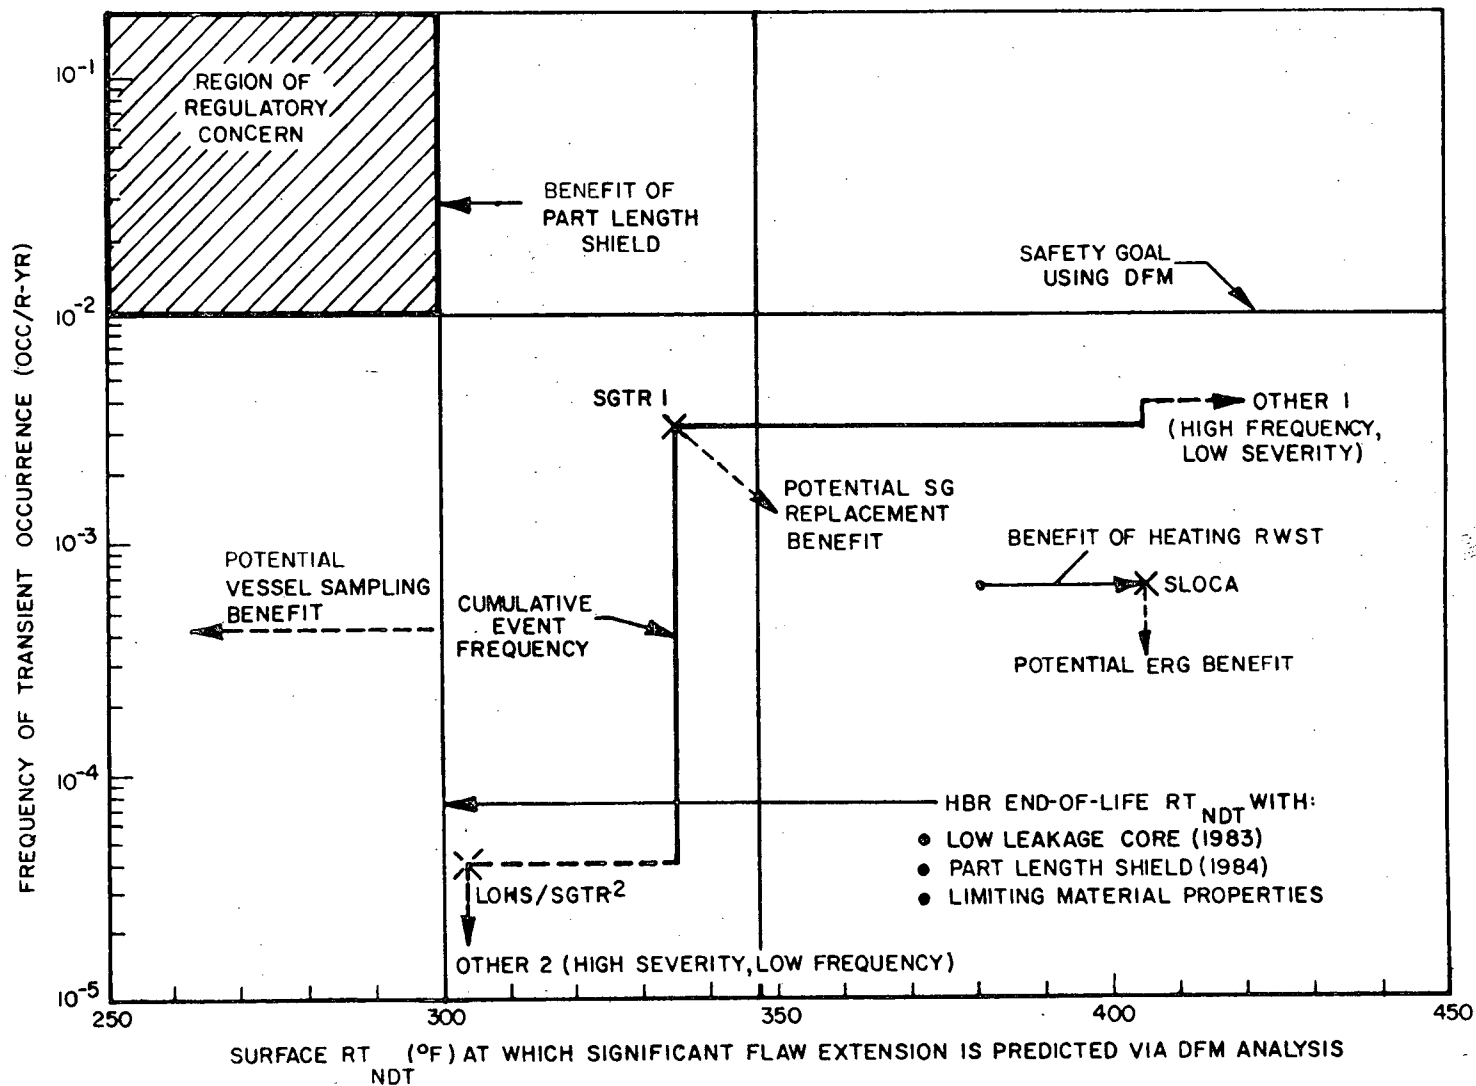 10-1
REGION OF
REGULATORY
CONCERN
BENEFIT OF
PART LENGTH
SHIELD
SAFETY GOAL
USING DFM
10-2
FREQUENCY OF TRANSIENT OCCURRENCE (OCC/R-YR)
SGTR 1
OTHER 1
(HIGH FREQUENCY,
LOW SEVERITY)
POTENTIAL SG
REPLACEMENT
BENEFIT
10-3
BENEFIT OF HEATING RWST
SLOCA
POTENTIAL ERG BENEFIT
POTENTIAL
VESSEL SAMPLING
BENEFIT
CUMULATIVE
EVENT
FREQUENCY
10-4
HBR END-OF-LIFE RT NDT WITH:
● LOW LEAKAGE CORE (1983)
● PART LENGTH SHIELD (1984)
● LIMITING MATERIAL PROPERTIES
LOHS/SGTR2
OTHER 2 (HIGH SEVERITY, LOW FREQUENCY)
10-5
250 300 350 400 450
SURFACE RT NDT (°F) AT WHICH SIGNIFICANT FLAW EXTENSION IS PREDICTED VIA DFM ANALYSIS